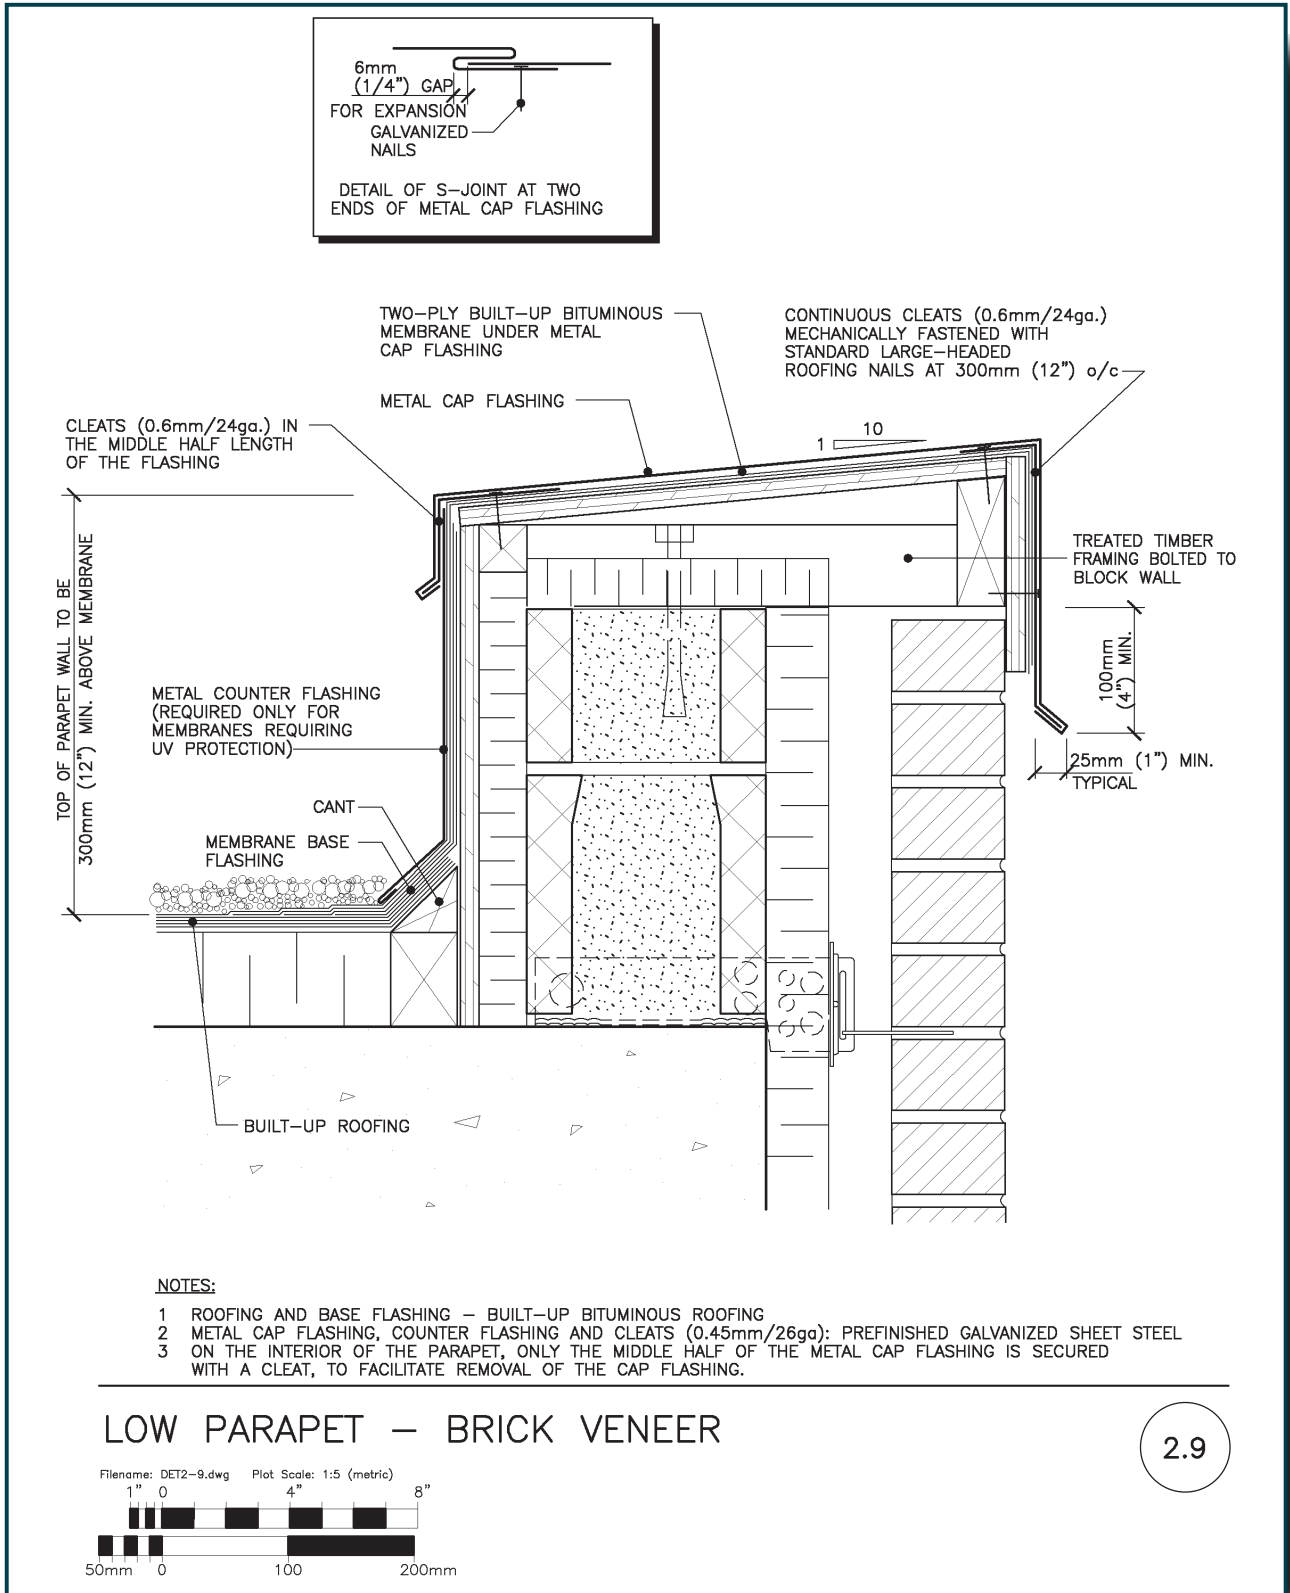 6mm
(1/4") GAP
FOR EXPANSION
GALVANIZED
NAILS
DETAIL OF S-JOINT AT TWO
ENDS OF METAL CAP FLASHING
TWO-PLY BUILT-UP BITUMINOUS
MEMBRANE UNDER METAL
CAP FLASHING
METAL CAP FLASHING
CONTINUOUS CLEATS (0.6mm/24ga.)
MECHANICALLY FASTENED WITH
STANDARD LARGE-HEADED
ROOFING NAILS AT 300mm (12") o/c
CLEATS (0.6mm/24ga.) IN
THE MIDDLE HALF LENGTH
OF THE FLASHING
1
10
TREATED TIMBER
FRAMING BOLTED TO
BLOCK WALL
TOP OF PARAPET WALL TO BE
300mm (12") MIN. ABOVE MEMBRANE
100mm
(4") MIN.
METAL COUNTER FLASHING
(REQUIRED ONLY FOR
MEMBRANES REQUIRING
UV PROTECTION)
25mm (1") MIN.
TYPICAL
CANT
MEMBRANE BASE
FLASHING
BUILT-UP ROOFING
NOTES:
1 ROOFING AND BASE FLASHING - BUILT-UP BITUMINOUS ROOFING
2 METAL CAP FLASHING, COUNTER FLASHING AND CLEATS (0.45mm/26ga): PREFINISHED GALVANIZED SHEET STEEL
3 ON THE INTERIOR OF THE PARAPET, ONLY THE MIDDLE HALF OF THE METAL CAP FLASHING IS SECURED
WITH A CLEAT, TO FACILITATE REMOVAL OF THE CAP FLASHING.
LOW PARAPET - BRICK VENEER
2.9
Filename: DET2-9.dwg Plot Scale: 1:5 (metric)
1" 0 4" 8"
50mm 0 100 200mm